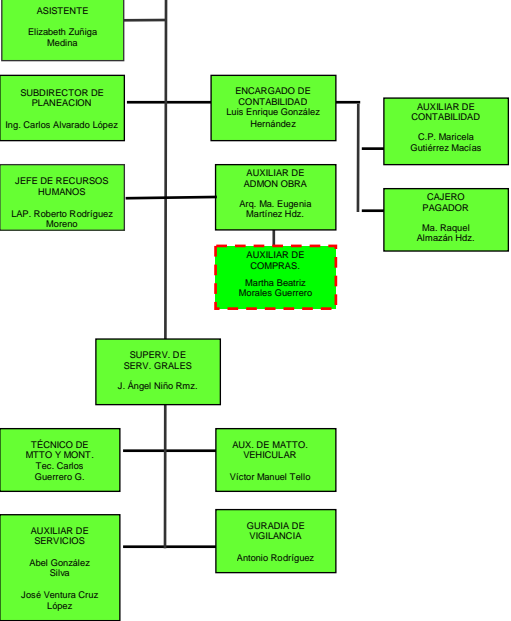 ASISTENTE
Elizabeth Zuñiga
Medina
SUBDIRECTOR DE
PLANEACION
Ing. Carlos Alvarado López
ENCARGADO DE
CONTABILIDAD
Luis Enrique González
Hernández
AUXILIAR DE
CONTABILIDAD
C.P. Maricela
Gutiérrez Macías
JEFE DE RECURSOS
HUMANOS
LAP. Roberto Rodríguez
Moreno
AUXILIAR DE
ADMON OBRA
Arq. Ma. Eugenia
Martínez Hdz.
CAJERO
PAGADOR
Ma. Raquel
Almazán Hdz.
AUXILIAR DE
COMPRAS.
Martha Beatriz
Morales Guerrero
SUPERV. DE
SERV. GRALES
J. Ángel Niño Rmz.
TÉCNICO DE
MTTO Y MONT.
Tec. Carlos
Guerrero G.
AUX. DE MATTO.
VEHICULAR
Víctor Manuel Tello
AUXILIAR DE
SERVICIOS
Abel González
Silva
José Ventura Cruz
López
GURADIA DE
VIGILANCIA
Antonio Rodríguez